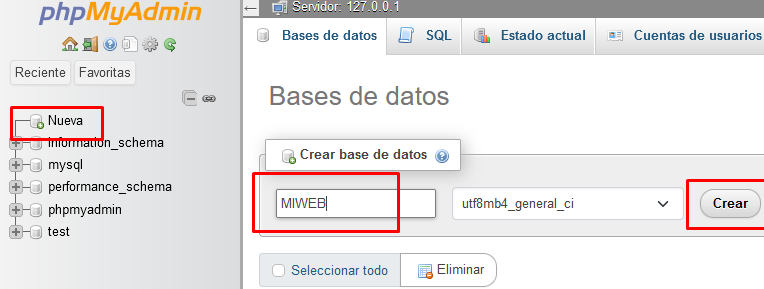 phpMyAdmin
Reciente Favoritas
Nueva
information_schema
mysql
performance_schema
phpmyadmin
test
Servidor: 127.0.0.1
Bases de datos SQL Estado actual Cuentas de usuarios
Bases de datos
Crear base de datos
MIWEB utf8mb4_general_ci Crear
Seleccionar todo Eliminar